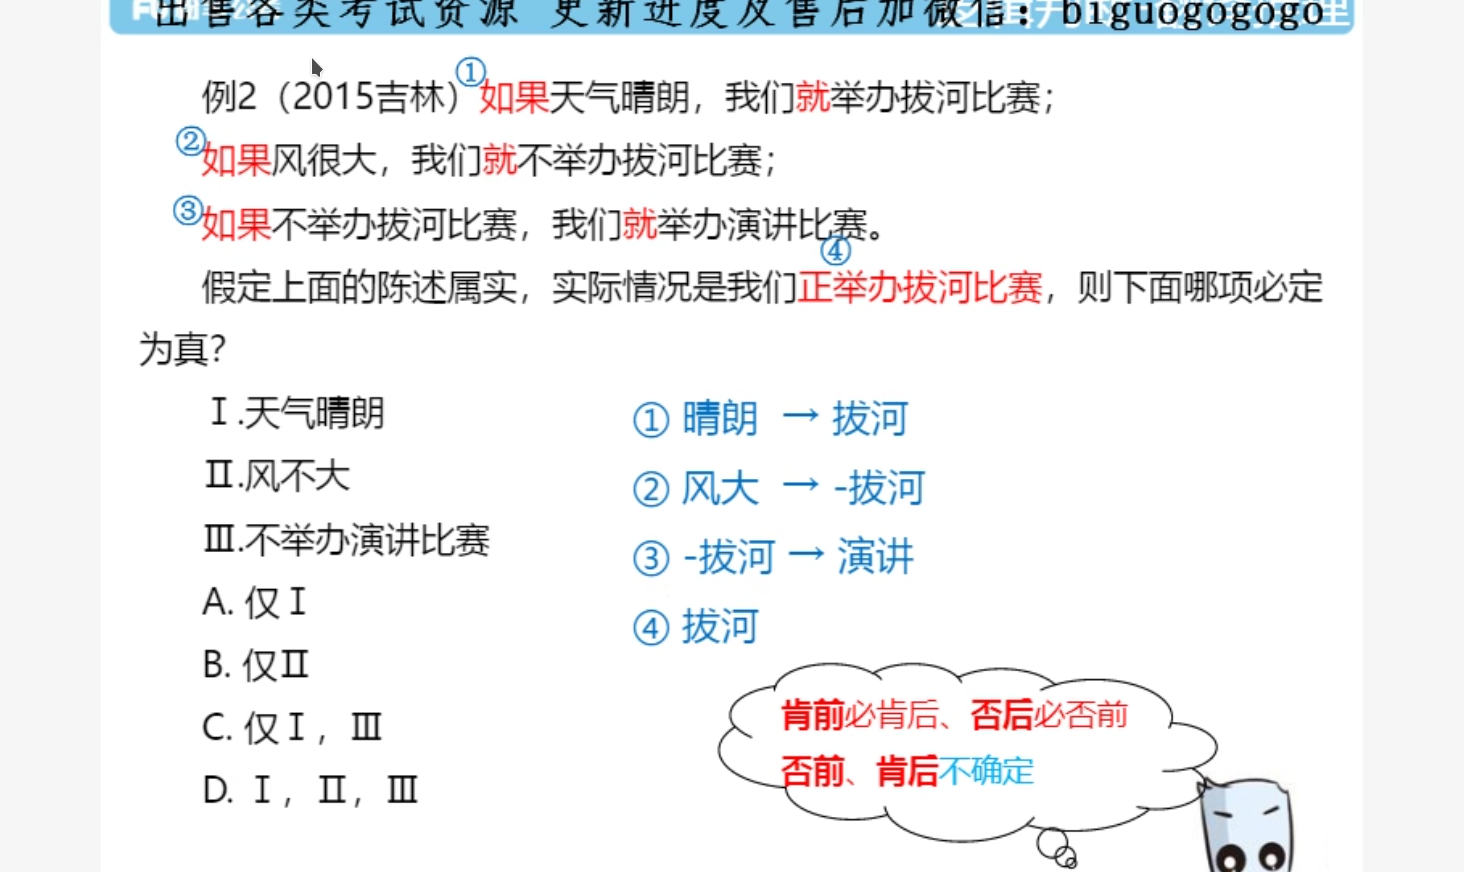 出售各类考试资源 更新进度及售后加微信：biguogogogo
例2（2015吉林）①如果天气晴朗，我们就举办拔河比赛；
②如果风很大，我们就不举办拔河比赛；
③如果不举办拔河比赛，我们就举办演讲比赛。
④
假定上面的陈述属实，实际情况是我们正举办拔河比赛，则下面哪项必定
为真？
Ⅰ.天气晴朗
Ⅱ.风不大
Ⅲ.不举办演讲比赛
A. 仅Ⅰ
B. 仅Ⅱ
C. 仅Ⅰ，Ⅲ
D. Ⅰ，Ⅱ，Ⅲ
① 晴朗 → 拔河
② 风大 → -拔河
③ -拔河 → 演讲
④ 拔河
肯前必肯后、否后必否前
否前、肯后不确定